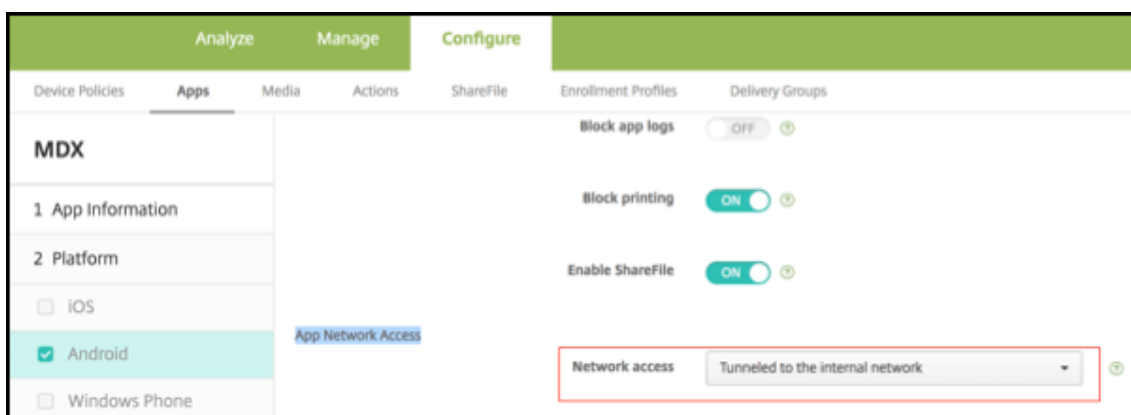 Analyze Manage Configure
Device Policies Apps Media Actions ShareFile Enrollment Profiles Delivery Groups
MDX
1 App Information
2 Platform
iOS
Android
Windows Phone
Block app logs OFF
Block printing ON
Enable ShareFile ON
App Network Access
Network access Tunneled to the internal network